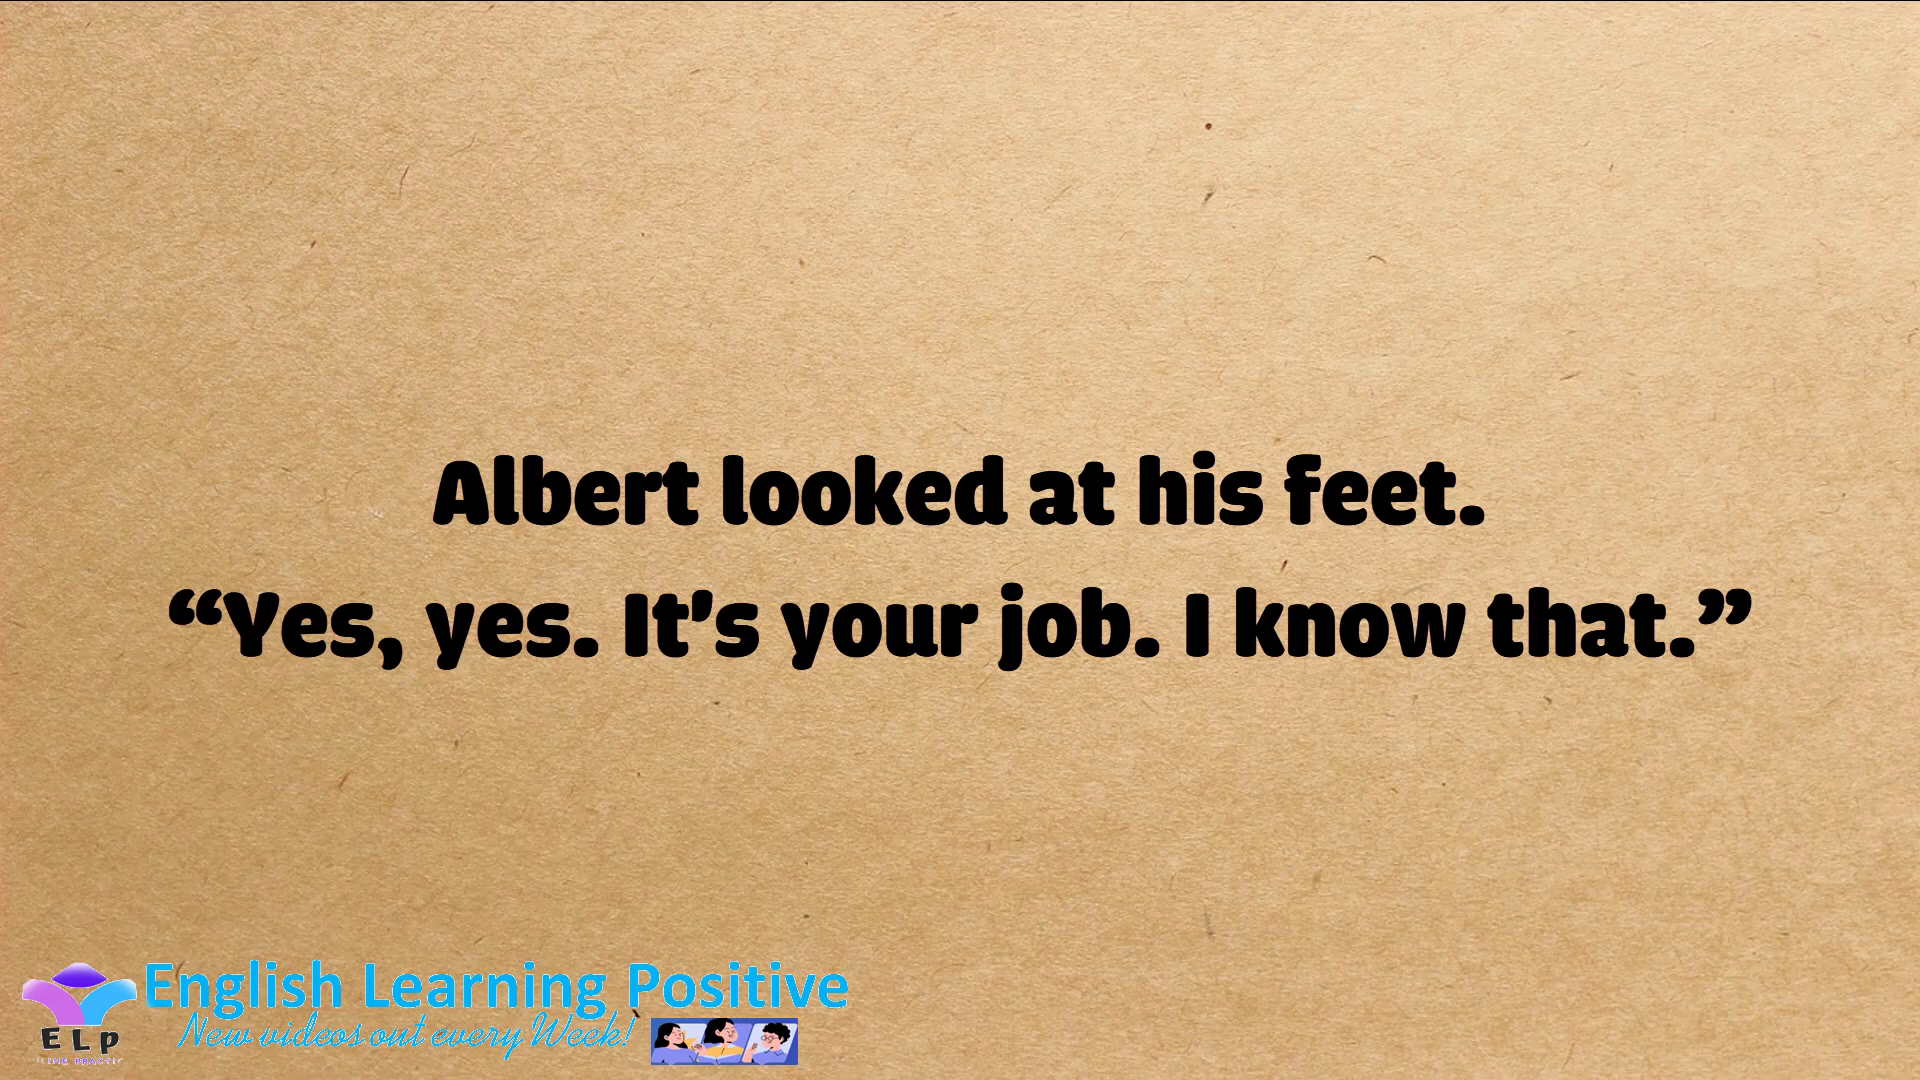 Albert looked at his feet.
“Yes, yes. It’s your job. I know that.”
English Learning Positive
New videos out every Week!
ELP